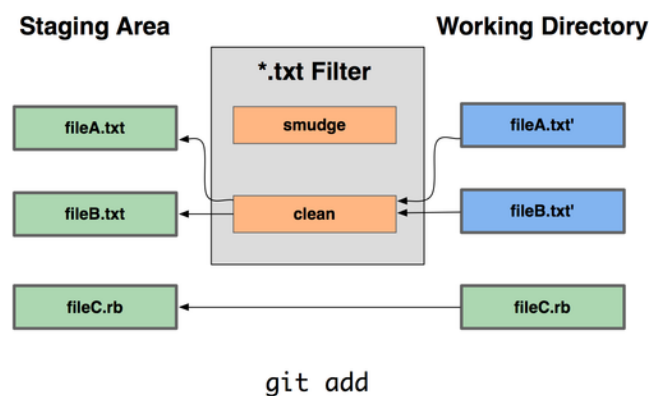 Staging Area
Working Directory
*.txt Filter
fileA.txt
smudge
fileA.txt'
fileB.txt
clean
fileB.txt'
fileC.rb
fileC.rb
git add